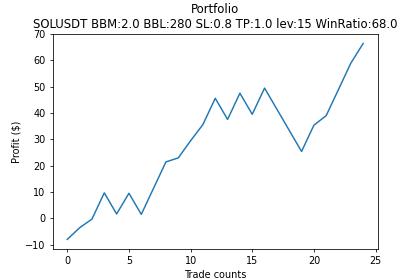 Portfolio
SOLUSDT BBM:2.0 BBL:280 SL:0.8 TP:1.0 lev:15 WinRatio:68.0
70
60
50
40
30
20
10
0
−10
Profit ($)
0 5 10 15 20 25
Trade counts